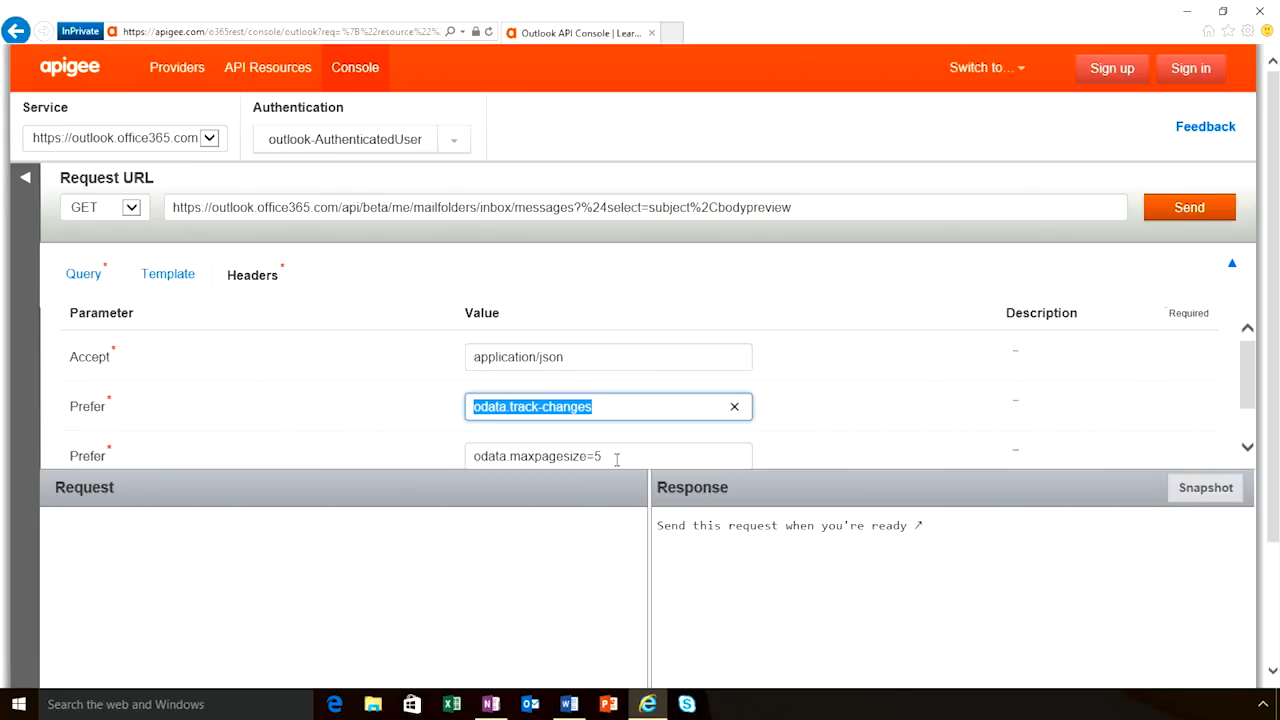 InPrivate
https://apigee.com/o365rest/console/outlook?req=%7B%22resource%22%
Outlook API Console | Lear...
apigee
Providers
API Resources
Console
Switch to...
Sign up
Sign in
Service
Authentication
https://outlook.office365.com
outlook-AuthenticatedUser
Feedback
Request URL
GET
https://outlook.office365.com/api/beta/me/mailfolders/inbox/messages?%24select=subject%2Cbodypreview
Send
Query*
Template
Headers*
Parameter
Value
Description
Required
Accept*
application/json
–
Prefer*
odata.track-changes
–
Prefer*
odata.maxpagesize=5
–
Request
Response
Snapshot
Send this request when you're ready ↗
Search the web and Windows